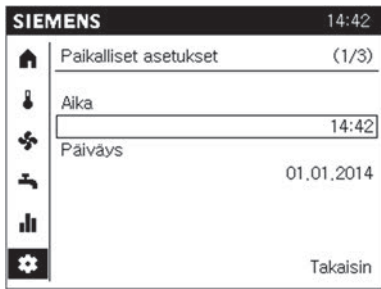 SIEMENS 14:42
Paikalliset asetukset (1/3)
Aika
14:42
Päiväys
01.01.2014
Takaisin